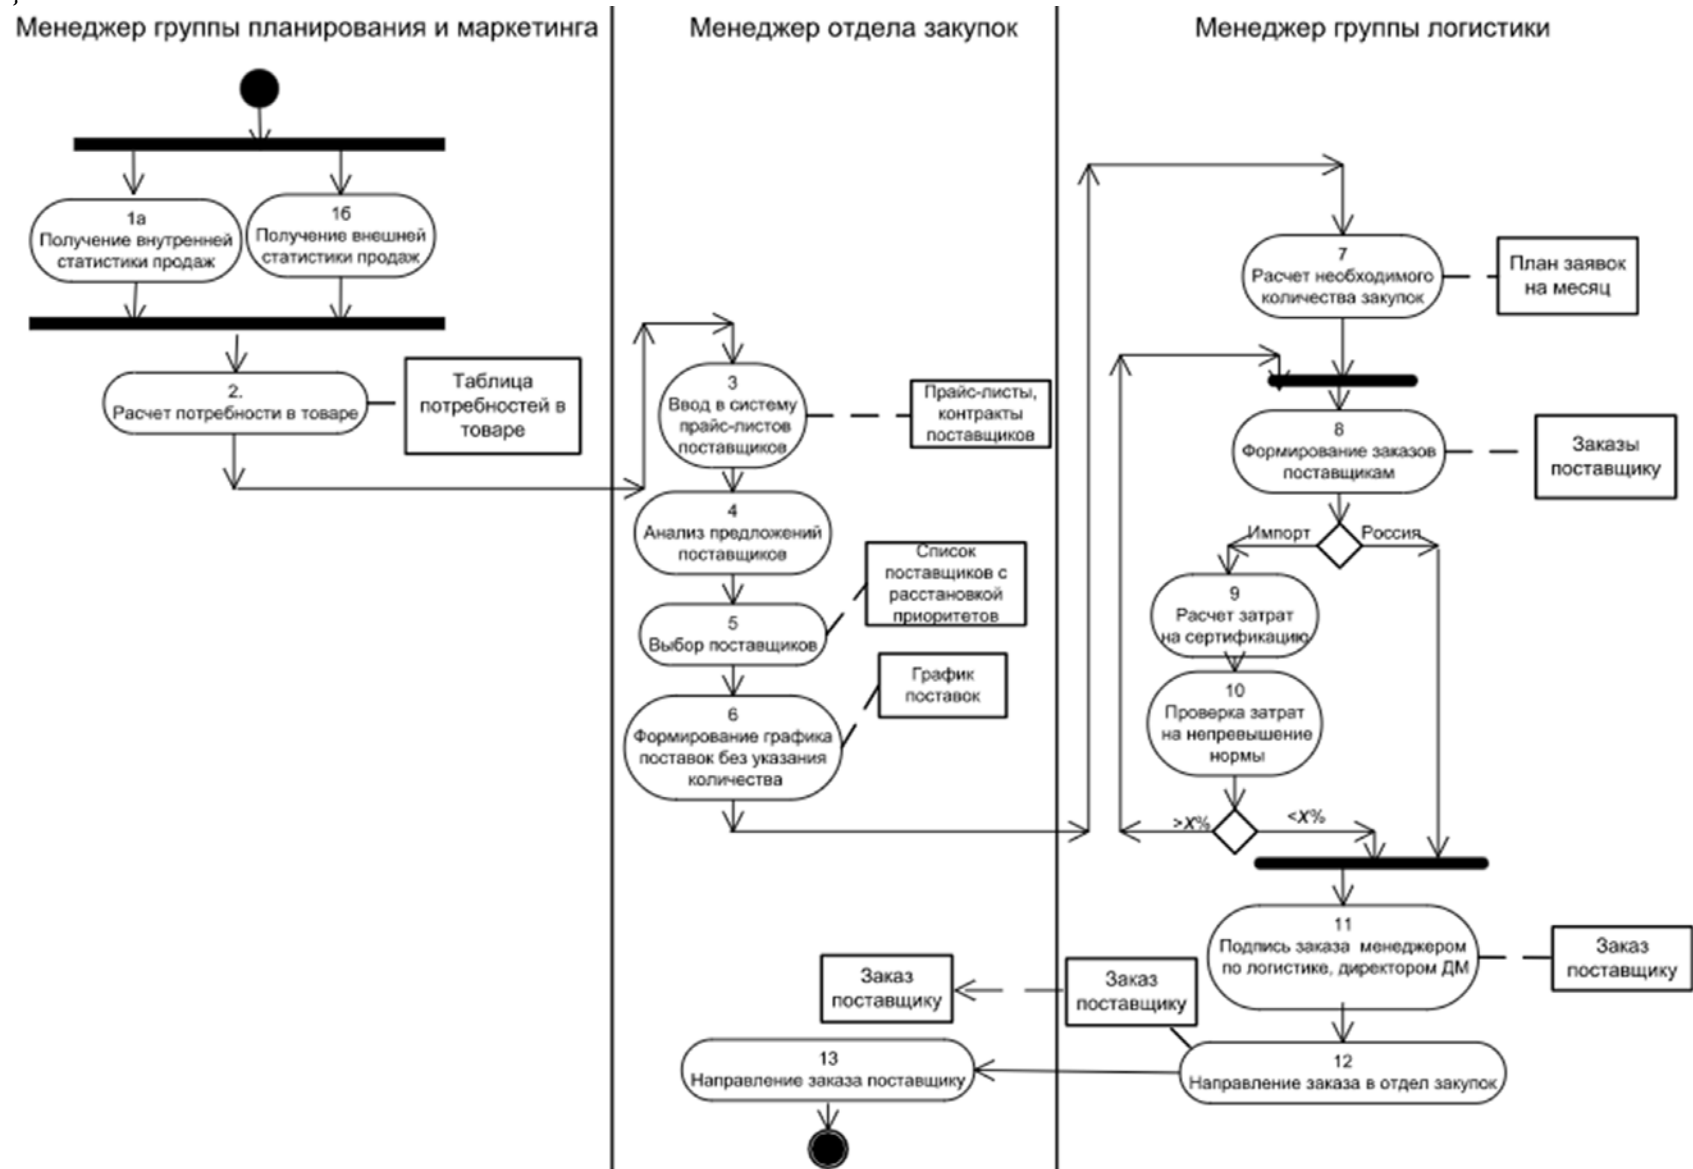 Менеджер группы планирования и маркетинга
Менеджер отдела закупок
Менеджер группы логистики
1а
Получение внутренней
статистики продаж
1б
Получение внешней
статистики продаж
2.
Расчет потребности в товаре
Таблица
потребностей в
товаре
3
Ввод в систему
прайс-листов
поставщиков
Прайс-листы,
контракты
поставщиков
4
Анализ предложений
поставщиков
Список
поставщиков с
расстановкой
приоритетов
5
Выбор поставщиков
График
поставок
6
Формирование графика
поставок без указания
количества
7
Расчет необходимого
количества закупок
План заявок
на месяц
8
Формирование заказов
поставщикам
Заказы
поставщику
Импорт
Россия
9
Расчет затрат
на сертификацию
10
Проверка затрат
на непревышение
нормы
>X%
<X%
11
Подпись заказа менеджером
по логистике, директором ДМ
Заказ
поставщику
Заказ
поставщику
Заказ
поставщику
12
Направление заказа в отдел закупок
13
Направление заказа поставщику